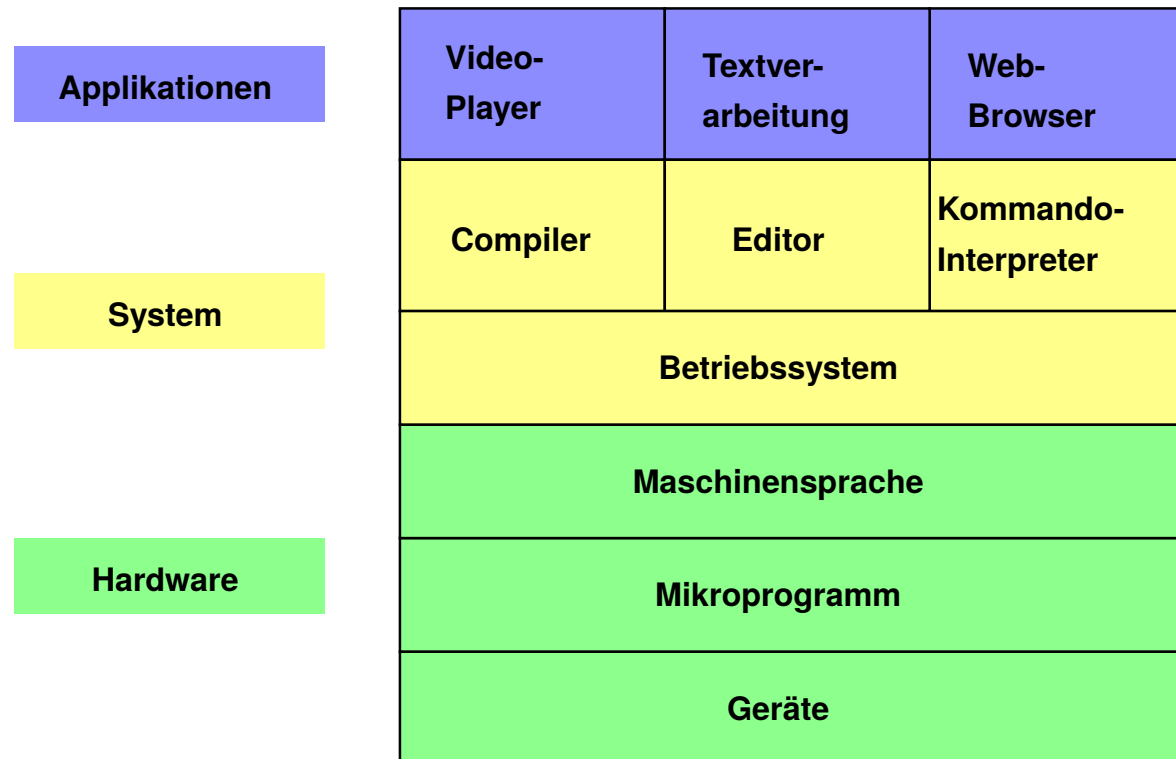 Applikationen
Video-
Player
Textver-
arbeitung
Web-
Browser
Compiler
Editor
Kommando-
Interpreter
System
Betriebssystem
Maschinensprache
Hardware
Mikroprogramm
Geräte